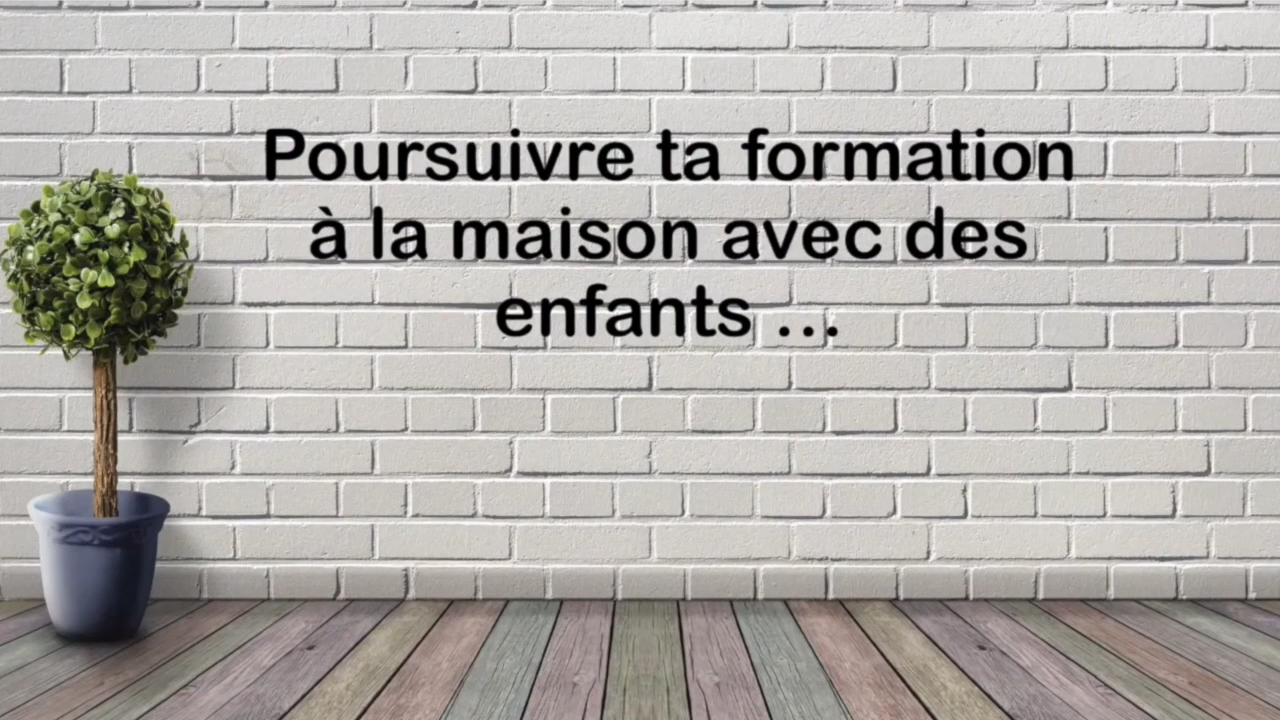 Poursuivre ta formation
à la maison avec des
enfants ...